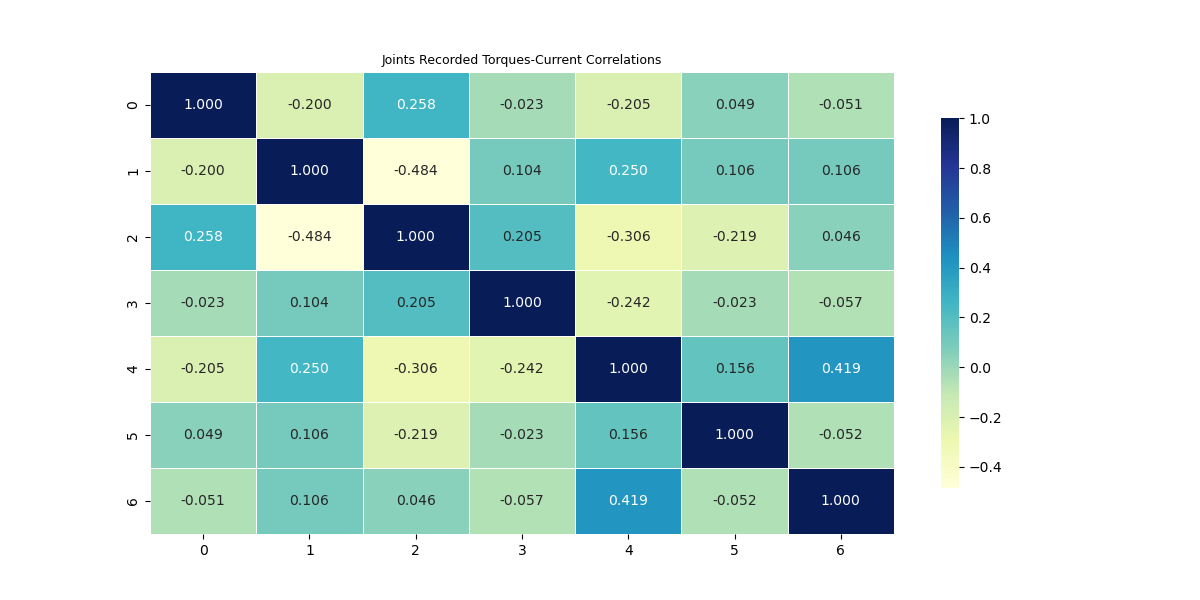 Joints Recorded Torques-Current Correlations
0 1.000 -0.200 0.258 -0.023 -0.205 0.049 -0.051
1 -0.200 1.000 -0.484 0.104 0.250 0.106 0.106
2 0.258 -0.484 1.000 0.205 -0.306 -0.219 0.046
3 -0.023 0.104 0.205 1.000 -0.242 -0.023 -0.057
4 -0.205 0.250 -0.306 -0.242 1.000 0.156 0.419
5 0.049 0.106 -0.219 -0.023 0.156 1.000 -0.052
6 -0.051 0.106 0.046 -0.057 0.419 -0.052 1.000
0 1 2 3 4 5 6
1.0
0.8
0.6
0.4
0.2
0.0
−0.2
−0.4